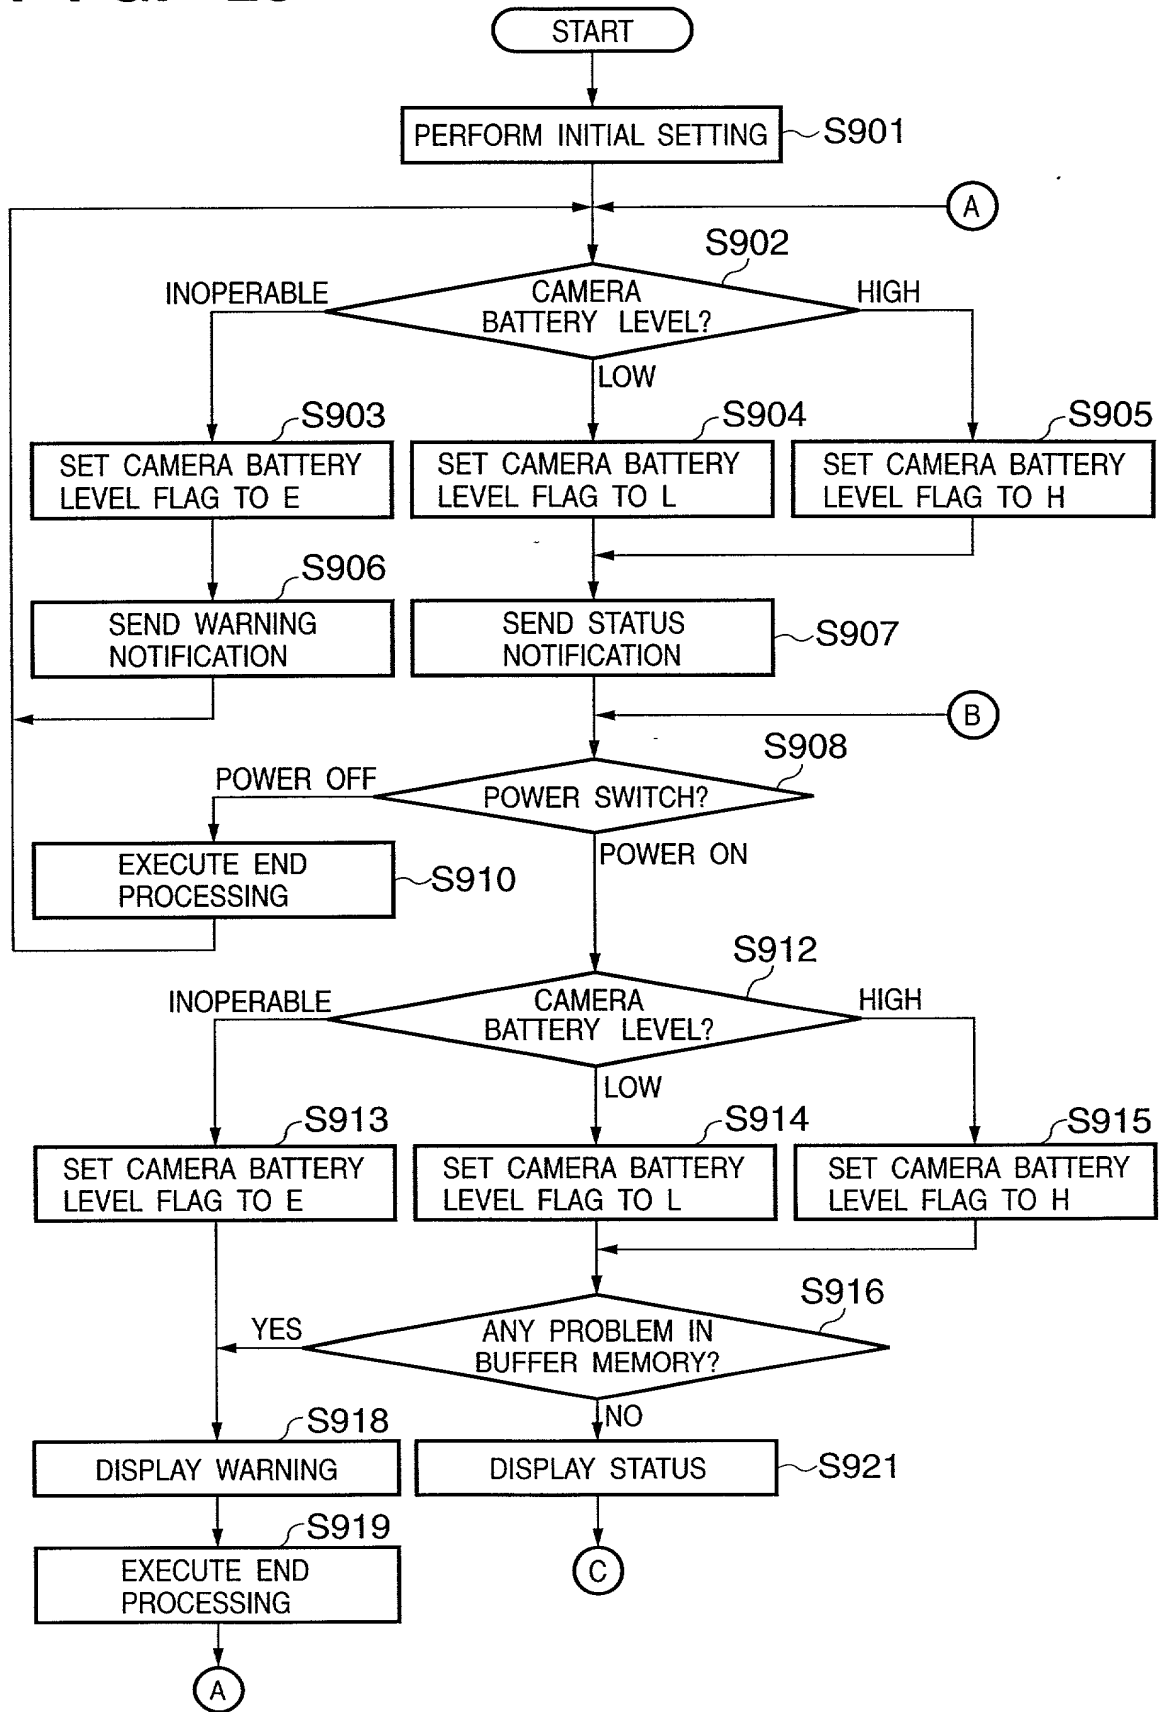 START
PERFORM INITIAL SETTING
S901
A
S902
INOPERABLE
CAMERA
BATTERY LEVEL?
HIGH
LOW
S903
S904
S905
SET CAMERA BATTERY
LEVEL FLAG TO E
SET CAMERA BATTERY
LEVEL FLAG TO L
SET CAMERA BATTERY
LEVEL FLAG TO H
S906
SEND WARNING
NOTIFICATION
SEND STATUS
NOTIFICATION
S907
B
S908
POWER OFF
POWER SWITCH?
POWER ON
EXECUTE END
PROCESSING
S910
S912
INOPERABLE
CAMERA
BATTERY LEVEL?
HIGH
LOW
S913
S914
S915
SET CAMERA BATTERY
LEVEL FLAG TO E
SET CAMERA BATTERY
LEVEL FLAG TO L
SET CAMERA BATTERY
LEVEL FLAG TO H
S916
YES
ANY PROBLEM IN
BUFFER MEMORY?
NO
S918
DISPLAY WARNING
DISPLAY STATUS
S921
S919
EXECUTE END
PROCESSING
C
A